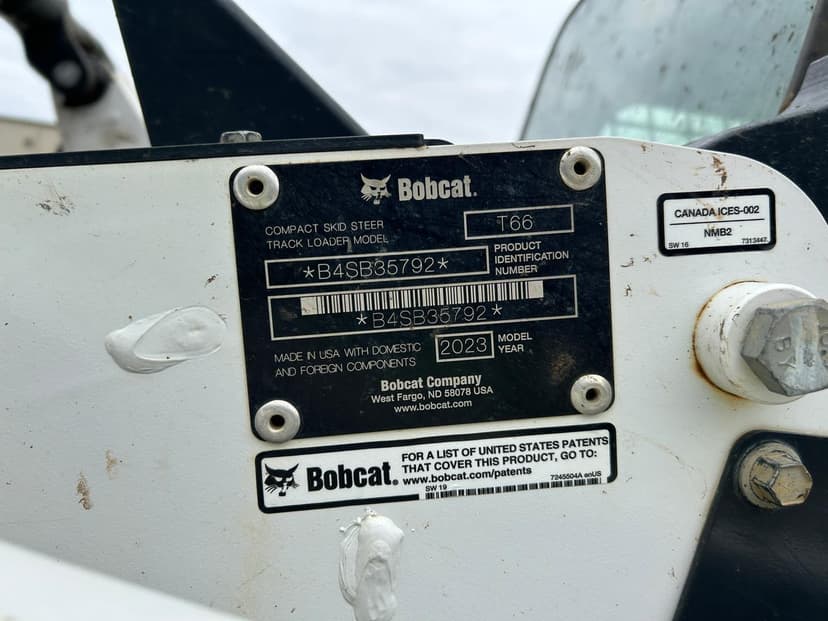 Bobcat.
COMPACT SKID STEER
TRACK LOADER MODEL
T66
*B4SB35792*
PRODUCT
IDENTIFICATION
NUMBER
*B4SB35792*
MADE IN USA WITH DOMESTIC
AND FOREIGN COMPONENTS
2023
MODEL
YEAR
Bobcat Company
West Fargo, ND 58078 USA
www.bobcat.com
CANADA ICES-002
NMB2
SW 16
7313447
Bobcat.
FOR A LIST OF UNITED STATES PATENTS
THAT COVER THIS PRODUCT, GO TO:
www.bobcat.com/patents
SW 19
7245504A enUS